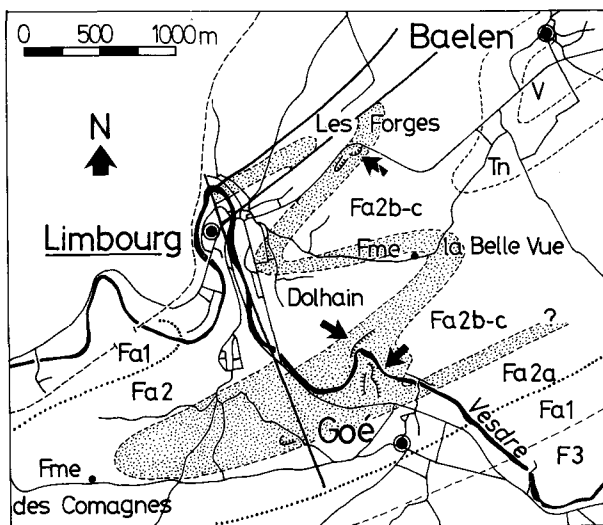 0 500 1000m
Baelen
N
Les Forges
V
Tn
Fa2b-c
Limbourg
Fme la Belle Vue
Dolhain
Fa2b-c
?
Fa1
Fa2a
Fa2
Fa1
Vesdre
Goé
F3
Fme
des Comagnes